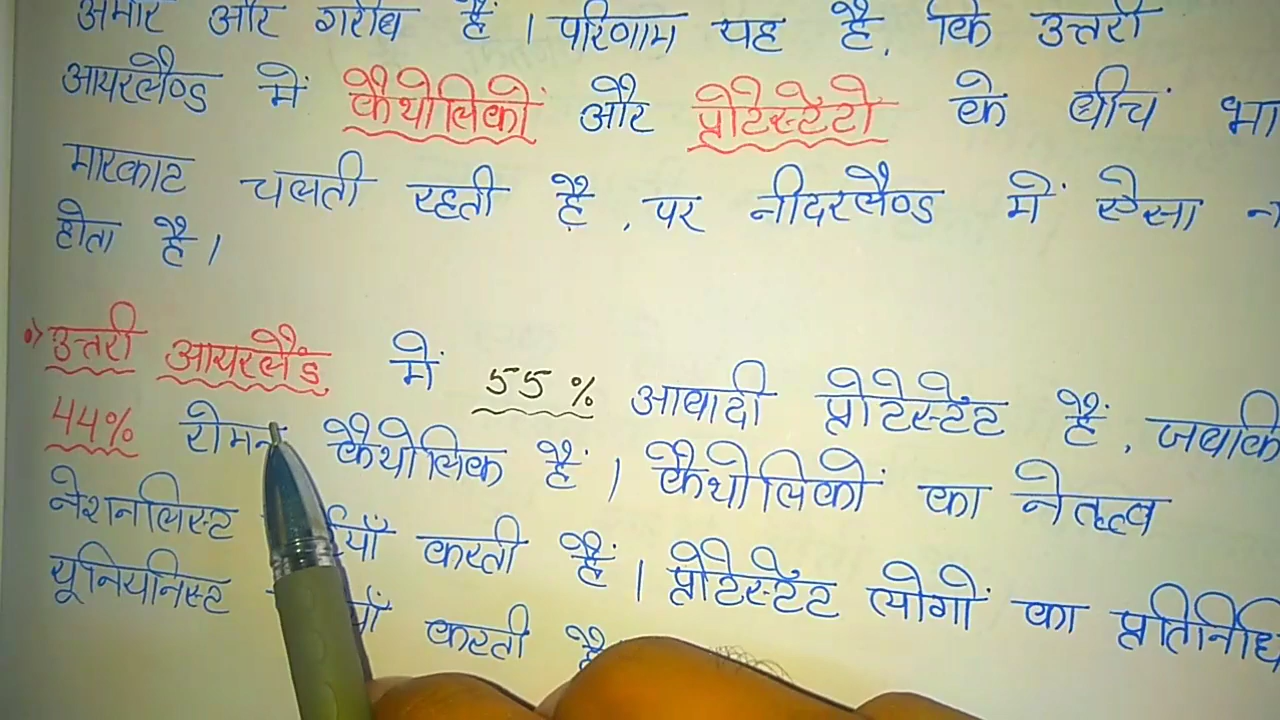 अमीर और गरीब हैं। परिणाम यह है, कि उत्तरी
आयरलैण्ड में कैथोलिकों और प्रोटेस्टेंटो के बीच भा
मारकाट चलती रहती है, पर नीदरलैण्ड में ऐसा न
होता है।
उत्तरी आयरलैंड में 55% आबादी प्रोटेस्टेंट हैं, जबकि
44% रोमन कैथोलिक हैं। कैथोलिकों का नेतृत्व
नेशनलिस्ट करती हैं। प्रोटेस्टेंट लोगों का प्रतिनिधि
यूनियनिस्ट करती है